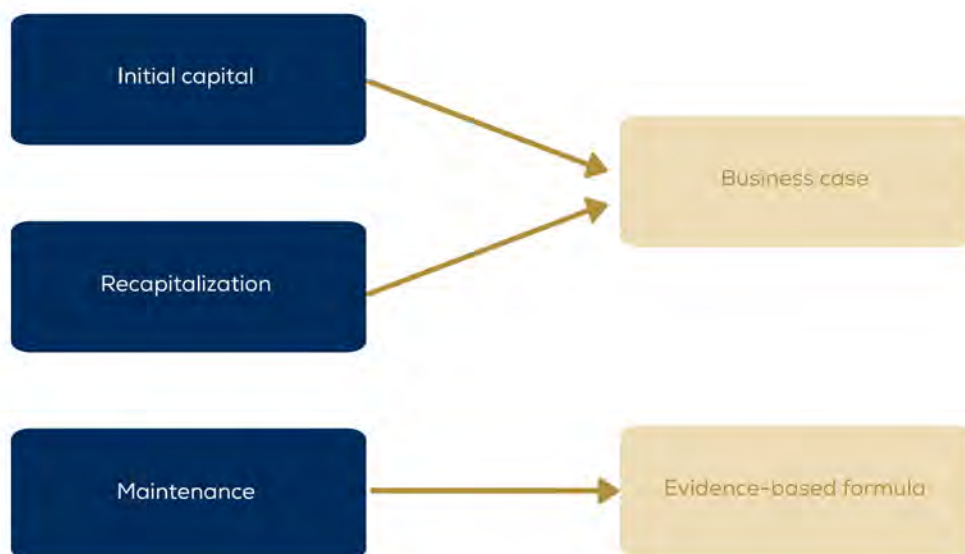 Initial capital
Business case
Recapitalization
Maintenance
Evidence-based formula